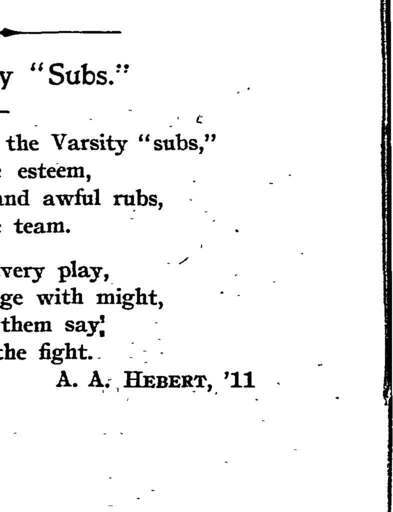 y "Subs."
the Varsity "subs,"
esteem,
and awful rubs,
team.
very play,
ge with might,
them say;
the fight.
A. A. HEBERT, '11